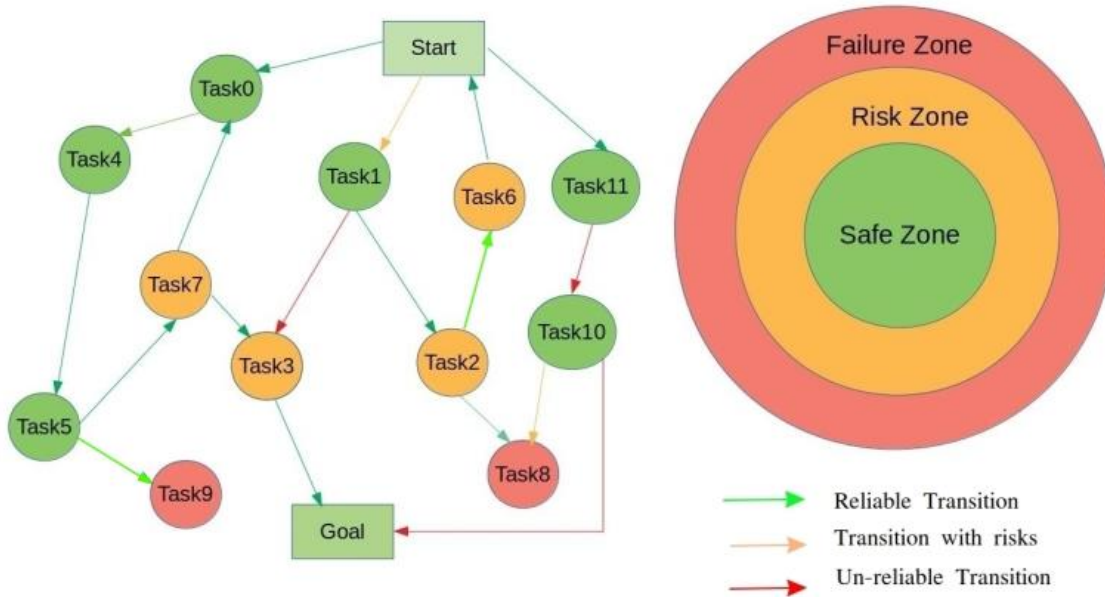 Start
Task0
Task4
Task1
Task6
Task11
Task7
Task3
Task2
Task10
Task5
Task9
Task8
Goal
Failure Zone
Risk Zone
Safe Zone
Reliable Transition
Transition with risks
Un-reliable Transition